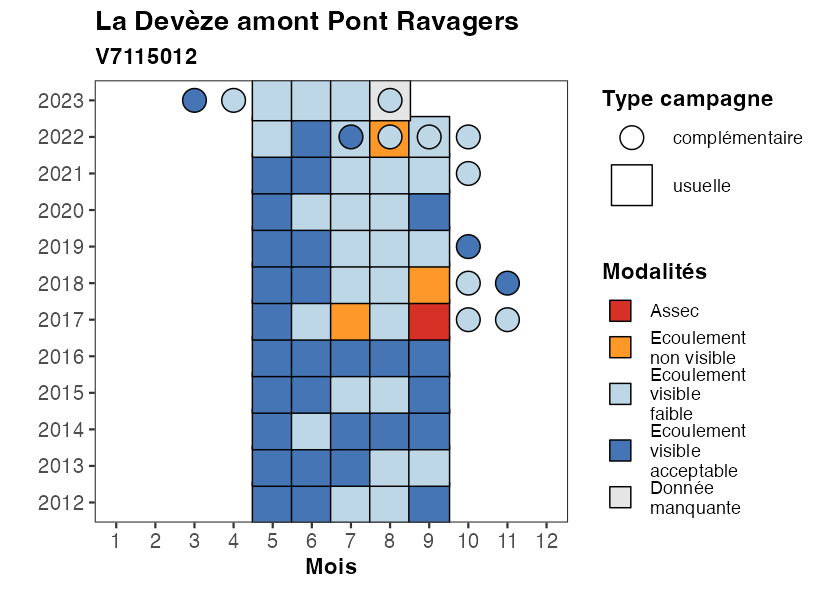 La Devèze amont Pont Ravagers
V7115012
2023
2022
2021
2020
2019
2018
2017
2016
2015
2014
2013
2012
1 2 3 4 5 6 7 8 9 10 11 12
Mois
Type campagne
complémentaire
usuelle
Modalités
Assec
Ecoulement
non visible
Ecoulement
visible
faible
Ecoulement
visible
acceptable
Donnée
manquante